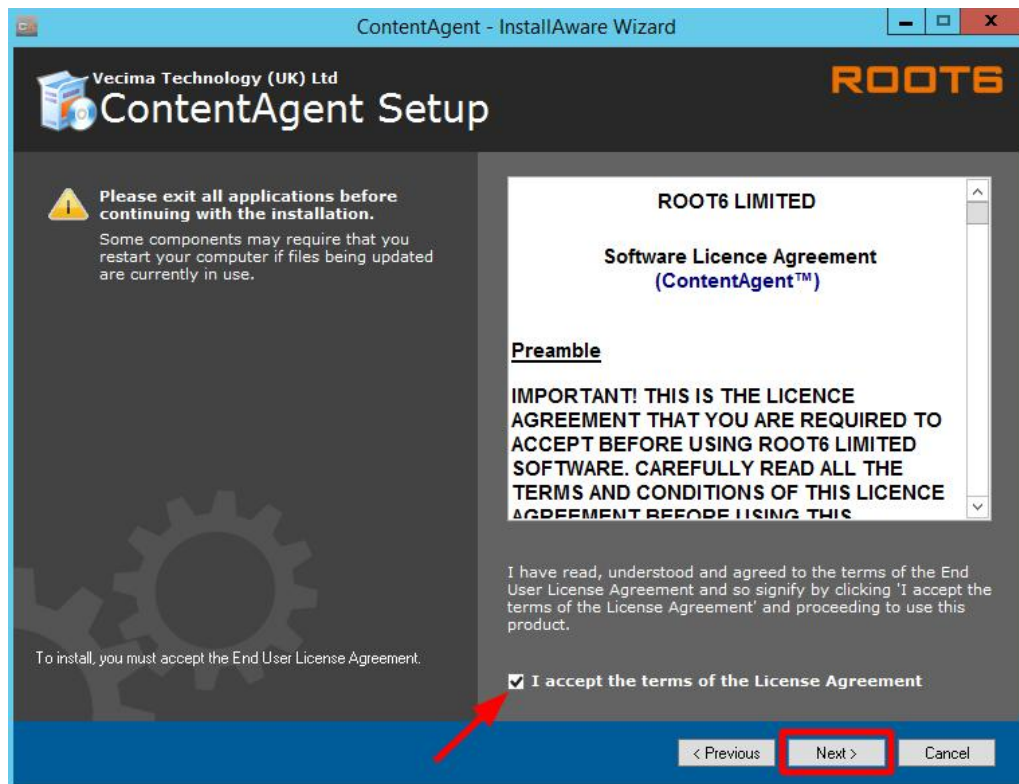 ContentAgent - InstallAware Wizard
Vecima Technology (UK) Ltd
ContentAgent Setup
ROOT6
Please exit all applications before
continuing with the installation.
Some components may require that you
restart your computer if files being updated
are currently in use.
To install, you must accept the End User License Agreement.
ROOT6 LIMITED
Software Licence Agreement
(ContentAgent™)
Preamble
IMPORTANT! THIS IS THE LICENCE
AGREEMENT THAT YOU ARE REQUIRED TO
ACCEPT BEFORE USING ROOT6 LIMITED
SOFTWARE. CAREFULLY READ ALL THE
TERMS AND CONDITIONS OF THIS LICENCE
AGREEMENT BEFORE USING THIS
I have read, understood and agreed to the terms of the End
User License Agreement and so signify by clicking 'I accept the
terms of the License Agreement' and proceeding to use this
product.
I accept the terms of the License Agreement
< Previous
Next >
Cancel